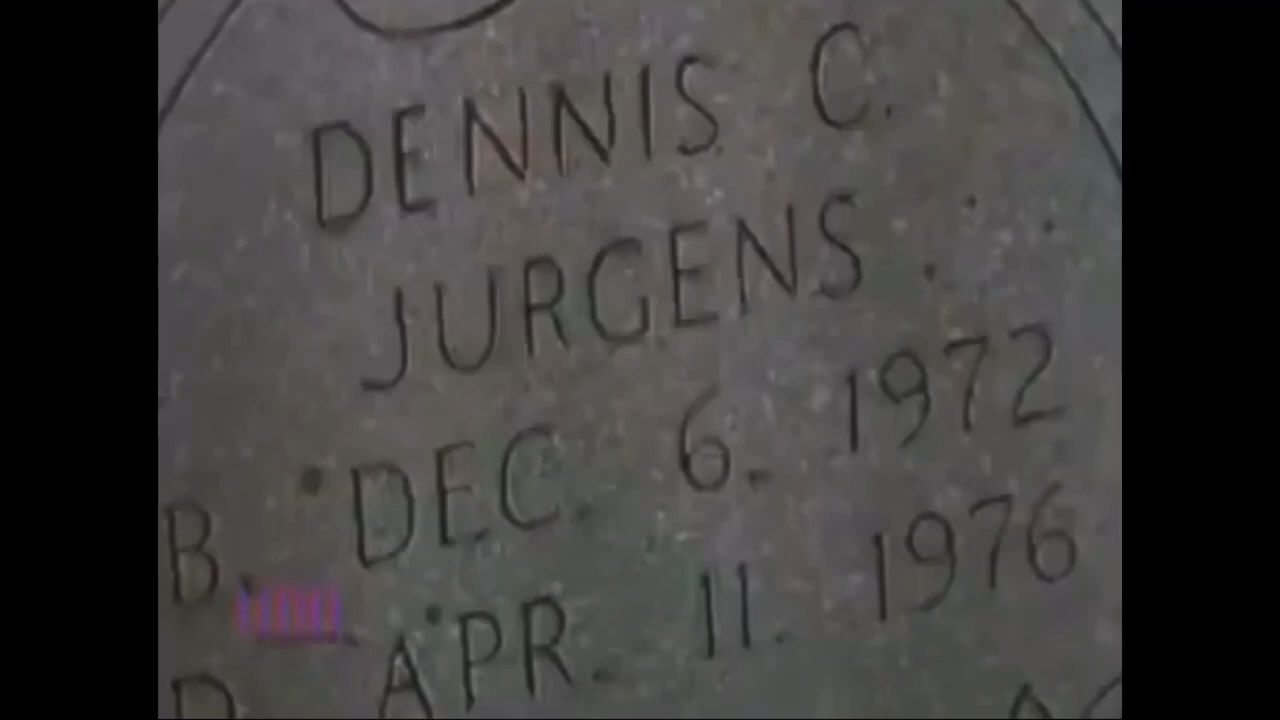 DENNIS C.
JURGENS
B. DEC. 6. 1972
D. APR. 11. 1976